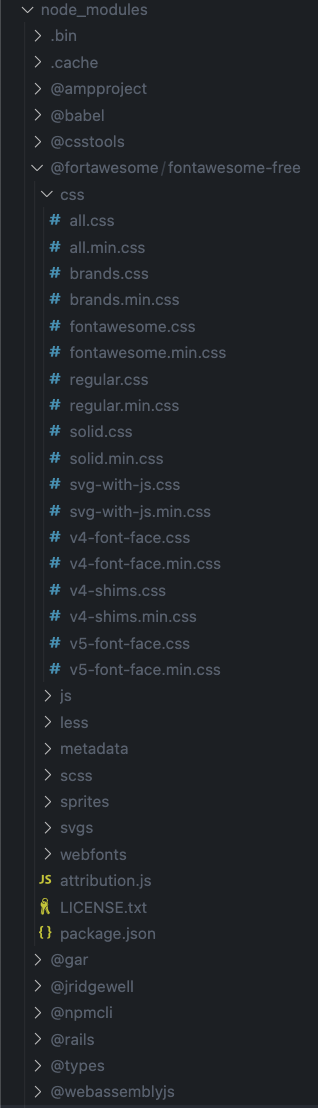 node_modules
.bin
.cache
@ampproject
@babel
@csstools
@fortawesome/fontawesome-free
css
# all.css
# all.min.css
# brands.css
# brands.min.css
# fontawesome.css
# fontawesome.min.css
# regular.css
# regular.min.css
# solid.css
# solid.min.css
# svg-with-js.css
# svg-with-js.min.css
# v4-font-face.css
# v4-font-face.min.css
# v4-shims.css
# v4-shims.min.css
# v5-font-face.css
# v5-font-face.min.css
js
less
metadata
scss
sprites
svgs
webfonts
JS attribution.js
LICENSE.txt
{} package.json
@gar
@jridgewell
@npmcli
@rails
@types
@webassemblyjs